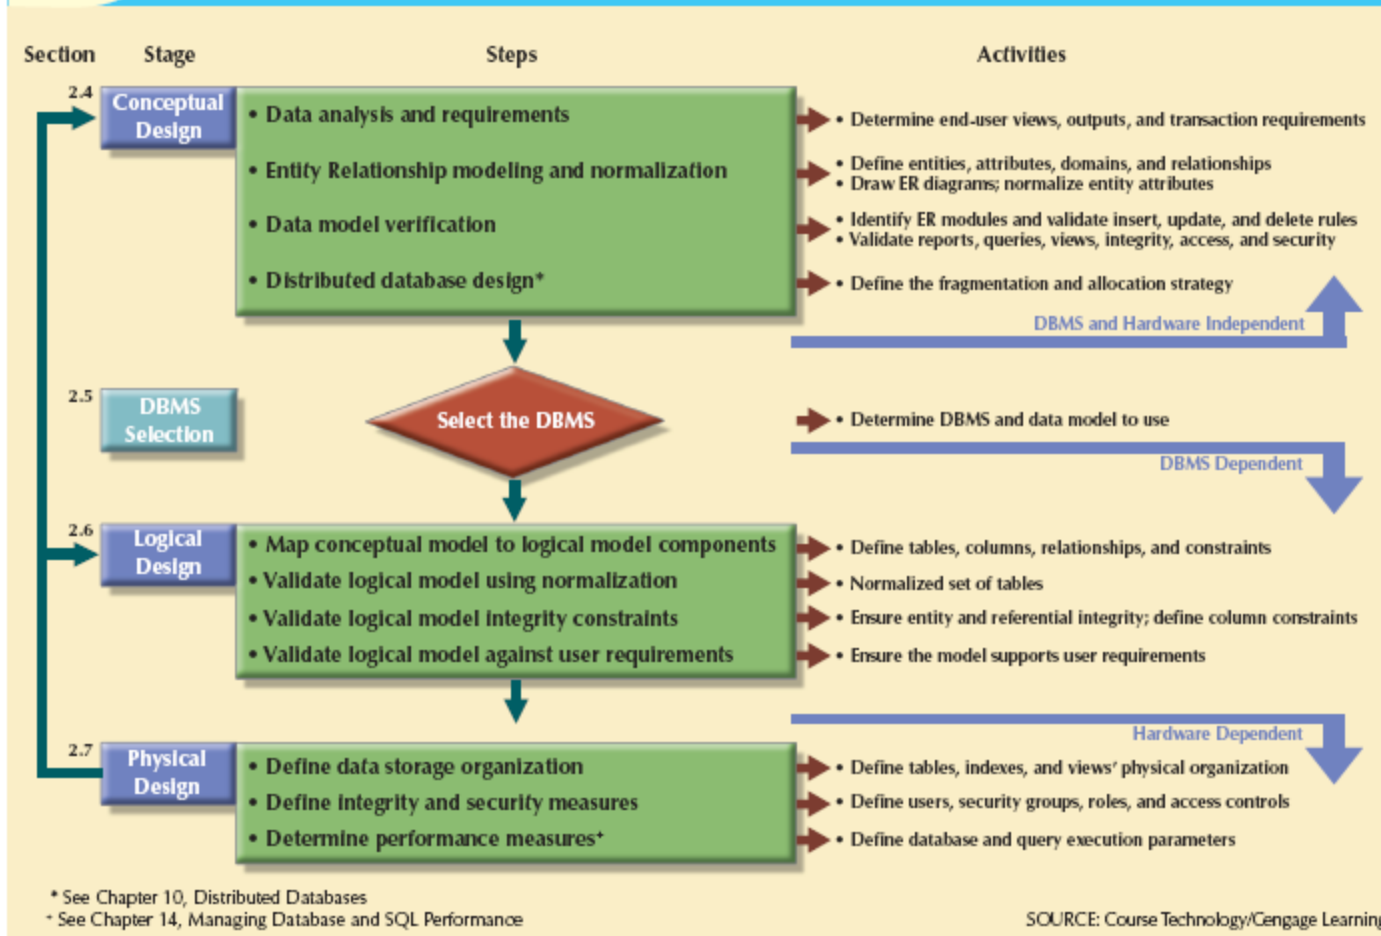 Section Stage Steps Activities
2.4
Conceptual
Design
• Data analysis and requirements
• Determine end-user views, outputs, and transaction requirements
• Entity Relationship modeling and normalization
• Define entities, attributes, domains, and relationships
• Draw ER diagrams; normalize entity attributes
• Data model verification
• Identify ER modules and validate insert, update, and delete rules
• Validate reports, queries, views, integrity, access, and security
• Distributed database design*
• Define the fragmentation and allocation strategy
DBMS and Hardware Independent
2.5
DBMS
Selection
Select the DBMS
• Determine DBMS and data model to use
DBMS Dependent
2.6
Logical
Design
• Map conceptual model to logical model components
• Define tables, columns, relationships, and constraints
• Validate logical model using normalization
• Normalized set of tables
• Validate logical model integrity constraints
• Ensure entity and referential integrity; define column constraints
• Validate logical model against user requirements
• Ensure the model supports user requirements
Hardware Dependent
2.7
Physical
Design
• Define data storage organization
• Define tables, indexes, and views' physical organization
• Define integrity and security measures
• Define users, security groups, roles, and access controls
• Determine performance measures+
• Define database and query execution parameters
* See Chapter 10, Distributed Databases
+ See Chapter 14, Managing Database and SQL Performance
SOURCE: Course Technology/Cengage Learning